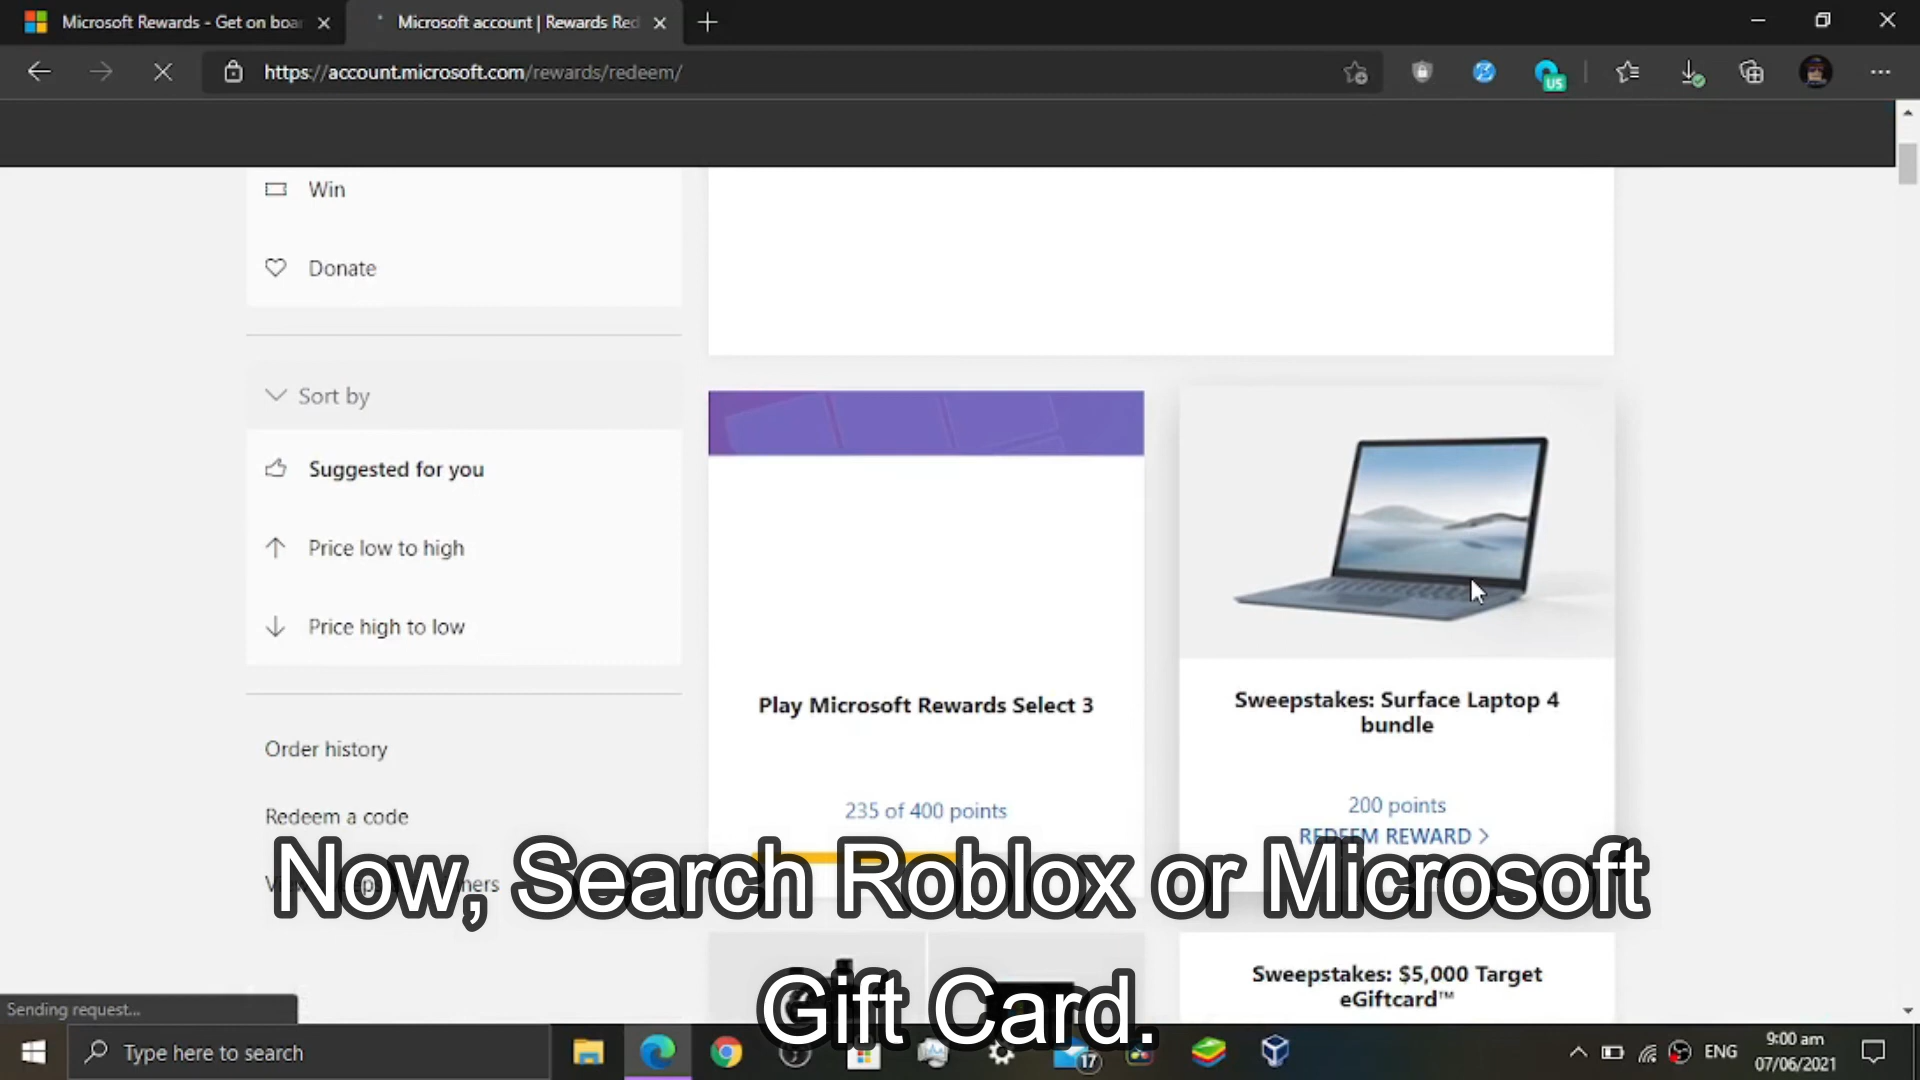 Microsoft Rewards - Get on boar
Microsoft account | Rewards Red
https://account.microsoft.com/rewards/redeem/
US
Win
Donate
Sort by
Suggested for you
Price low to high
Price high to low
Order history
Redeem a code
Play Microsoft Rewards Select 3
235 of 400 points
Sweepstakes: Surface Laptop 4
bundle
200 points
REDEEM REWARD >
Sweepstakes: $5,000 Target
eGiftcard™
Now, Search Roblox or Microsoft
Gift Card.
Sending request...
Type here to search
17
ENG
9:00 am
07/06/2021